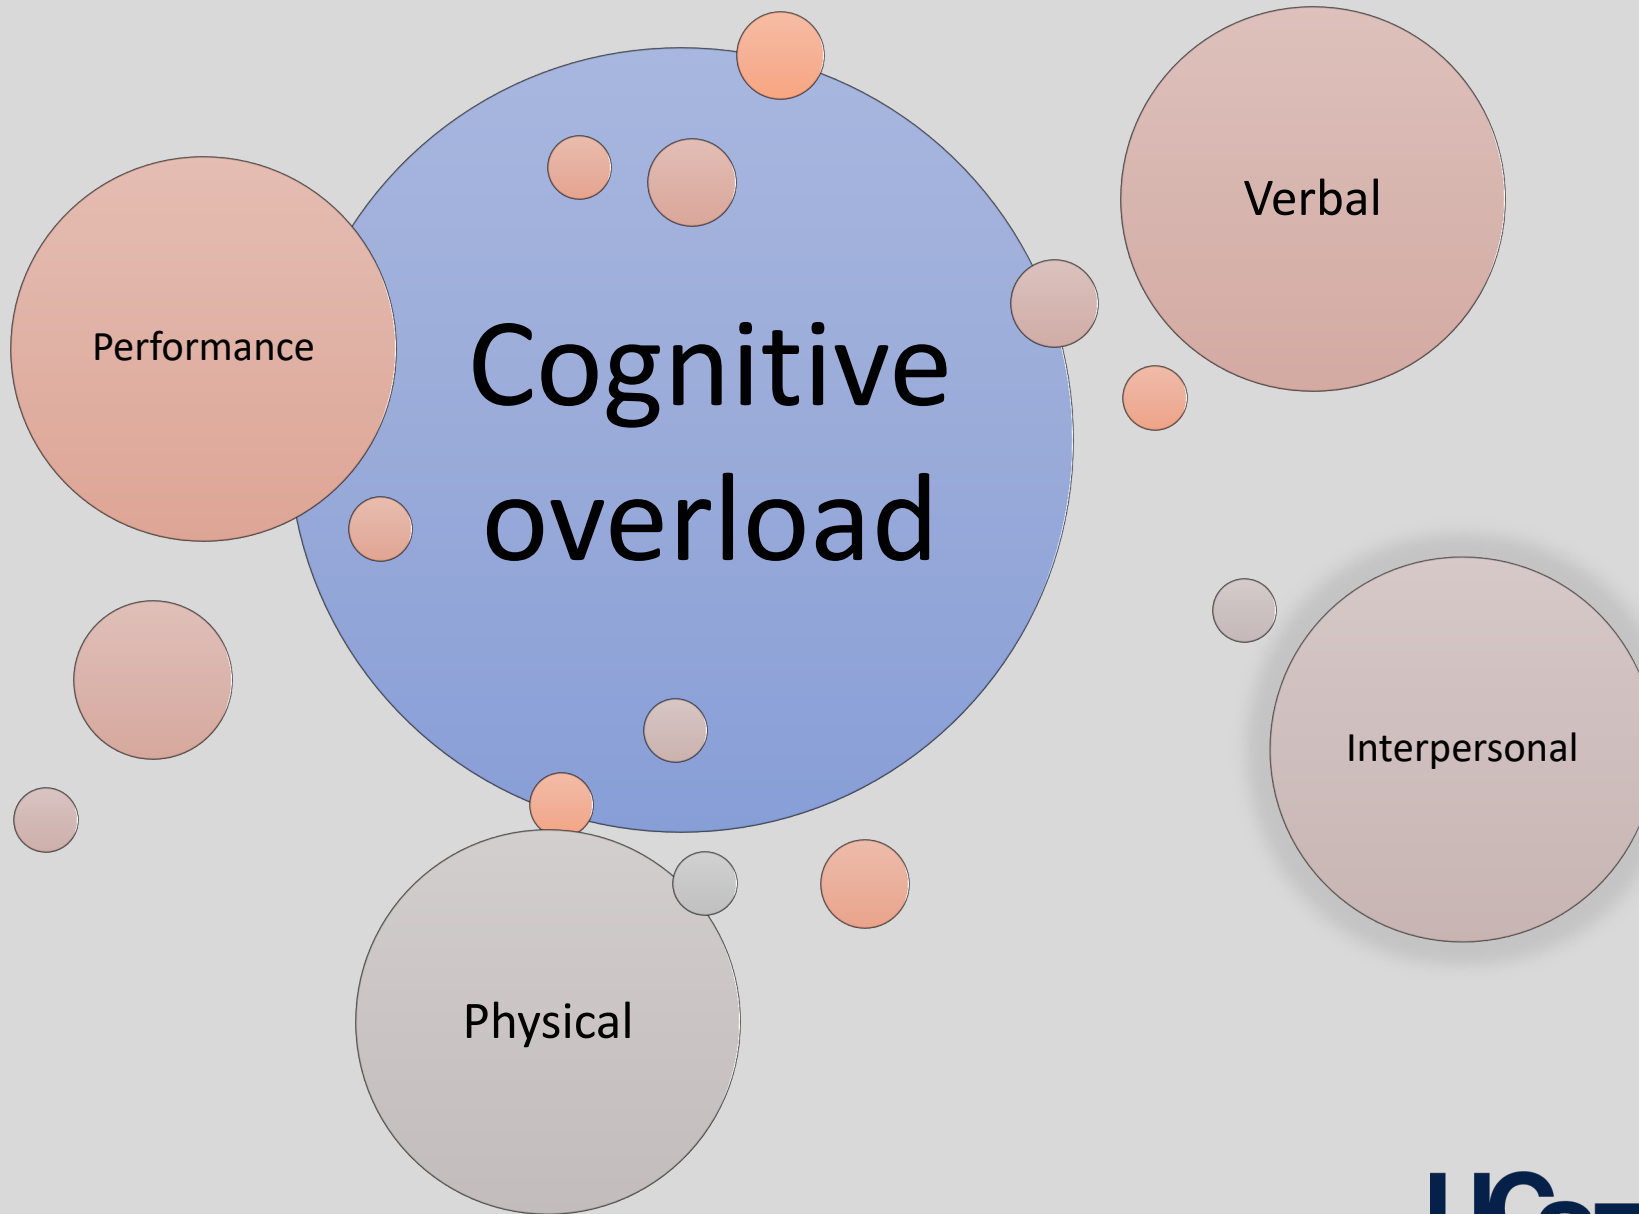 Verbal
Performance
Cognitive
overload
Interpersonal
Physical